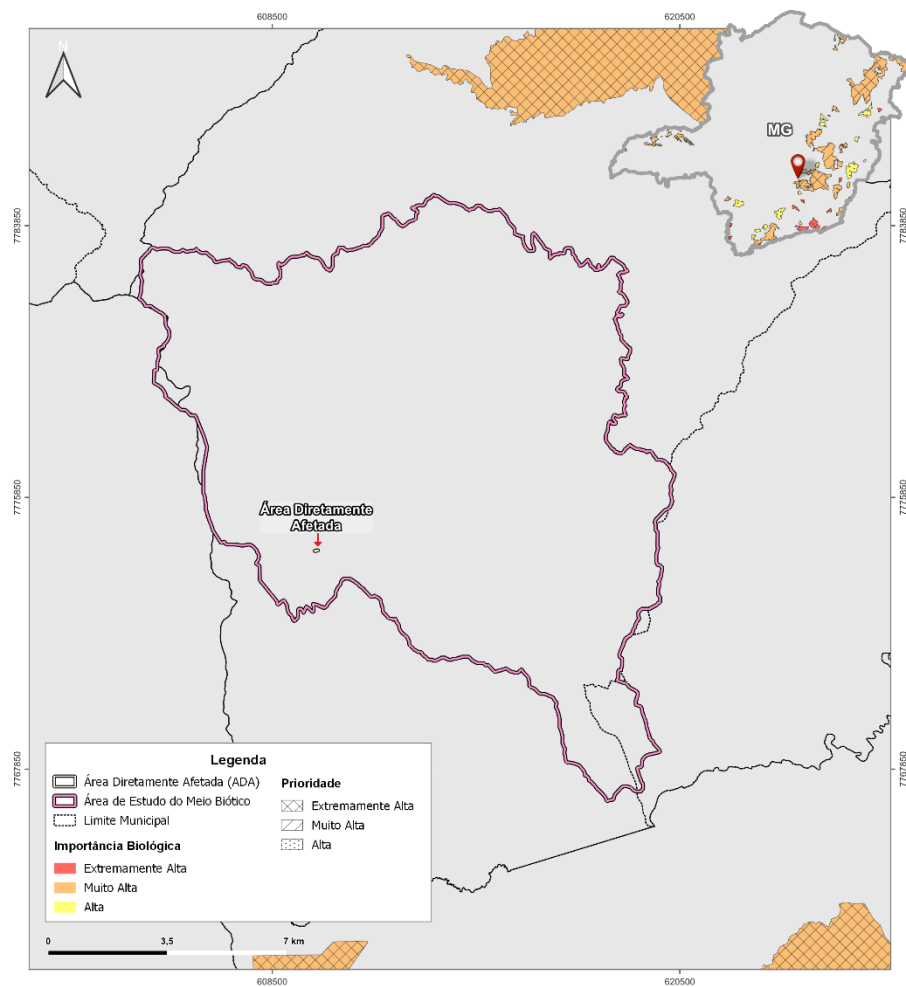 608500
620500
N
MG
7783850
7783850
7775850
7775850
Área Diretamente
Afetada
7767850
7767850
Legenda
Área Diretamente Afetada (ADA)
Área de Estudo do Meio Biótico
Limite Municipal
Importância Biológica
Extremamente Alta
Muito Alta
Alta
Prioridade
Extremamente Alta
Muito Alta
Alta
0
3,5
7 km
608500
620500